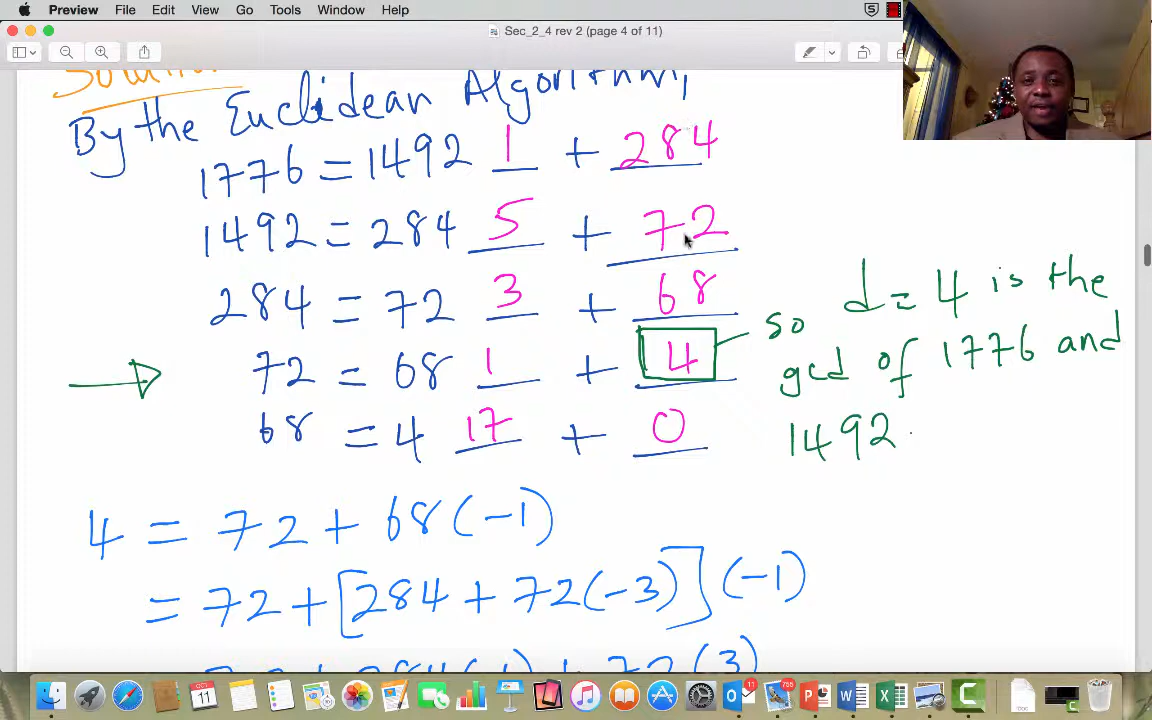 Preview File Edit View Go Tools Window Help
Sec_2_4 rev 2 (page 4 of 11)
Solution
By the Euclidean Algorithm,
1776 = 1492 1 + 284
1492 = 284 5 + 72
284 = 72 3 + 68
72 = 68 1 + 4
68 = 4 17 + 0
so d = 4 is the
gcd of 1776 and
1492.
4 = 72 + 68(-1)
= 72 + [284 + 72(-3)](-1)